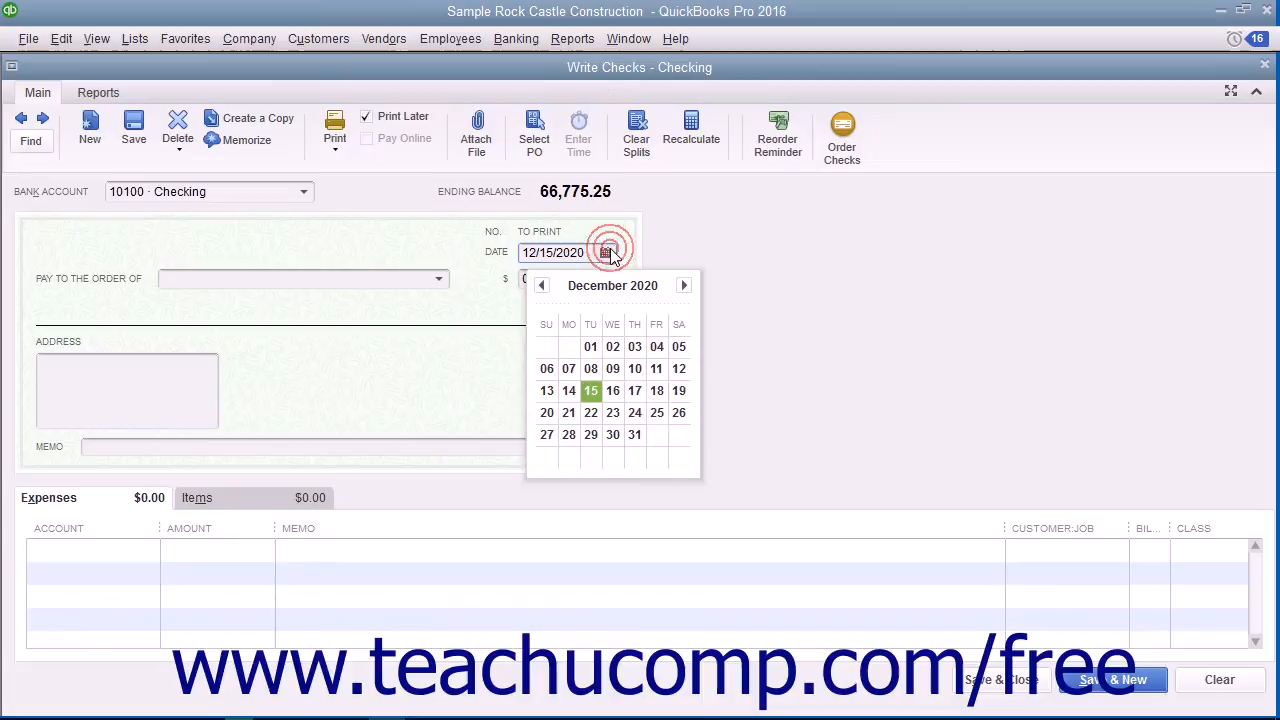 Sample Rock Castle Construction - QuickBooks Pro 2016
File Edit View Lists Favorites Company Customers Vendors Employees Banking Reports Window Help 16
Write Checks - Checking
Main Reports
Find New Save Delete Create a Copy Memorize Print Print Later Pay Online Attach File Select PO Enter Time Clear Splits Recalculate Reorder Reminder Order Checks
BANK ACCOUNT 10100 · Checking ENDING BALANCE 66,775.25
NO. TO PRINT
DATE 12/15/2020
PAY TO THE ORDER OF $ 0
December 2020
SU MO TU WE TH FR SA
01 02 03 04 05
06 07 08 09 10 11 12
13 14 15 16 17 18 19
20 21 22 23 24 25 26
27 28 29 30 31
ADDRESS
MEMO
Expenses $0.00 Items $0.00
ACCOUNT AMOUNT MEMO CUSTOMER:JOB BIL... CLASS
www.teachucomp.com/free
Save & Close Save & New Clear